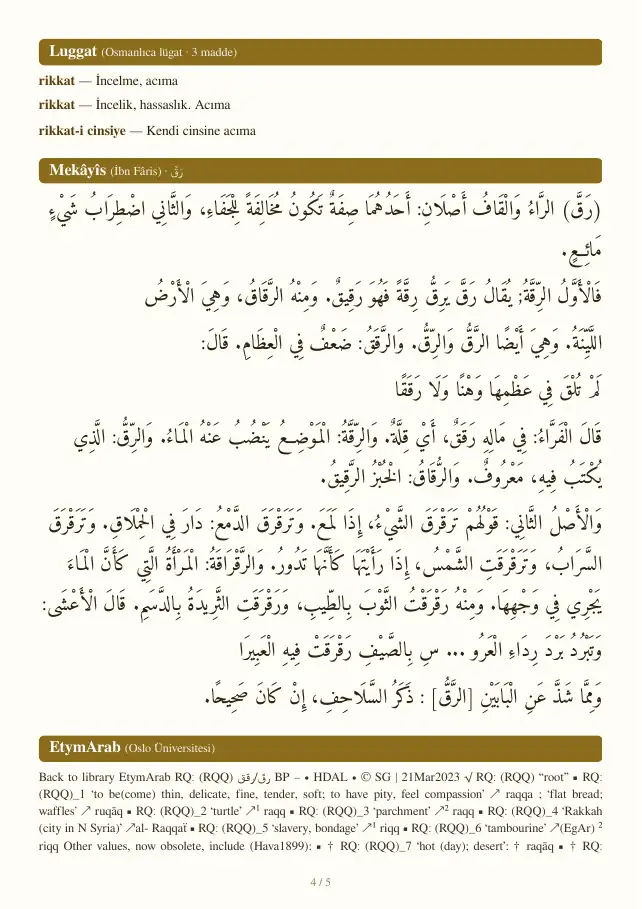 Luggat (Osmanlıca lügat · 3 madde)
rikkat — İncelme, acıma
rikkat — İncelik, hassaslık. Acıma
rikkat-i cinsiye — Kendi cinsine acıma
Mekâyîs (İbn Fâris) · رَقَّ
(رَقَّ) الرَّاءُ وَالْقَافُ أَصْلَانِ: أَحَدُهُمَا صِفَةٌ تَكُونُ مُخَالِفَةً لِلْجَفَاءِ، وَالثَّانِي اضْطِرَابُ شَيْءٍ
مَائِعٍ.
فَالْأَوَّلُ الرِّقَّةُ; يُقَالُ رَقَّ يَرِقُّ رِقَّةً فَهُوَ رَقِيقٌ. وَمِنْهُ الرَّقَاقُ، وَهِيَ الْأَرْضُ
اللَّيِّنَةُ. وَهِيَ أَيْضًا الرَّقُّ وَالرِّقُّ. وَالرَّقَقُ: ضَعْفٌ فِي الْعِظَامِ. قَالَ:
لَمْ تَلْقَ فِي عَظْمِهَا وَهْنًا وَلَا رَقَقًا
قَالَ الْفَرَّاءُ: فِي مَالِهِ رَقَقٌ، أَيْ قِلَّةٌ. وَالرِّقَّةُ: الْمَوْضِعُ يَنْضُبُ عَنْهُ الْمَاءُ. وَالرِّقُّ: الَّذِي
يُكْتَبُ فِيهِ، مَعْرُوفٌ. وَالرُّقَاقُ: الْخُبْزُ الرَّقِيقُ.
وَالْأَصْلُ الثَّانِي: قَوْلُهُمْ تَرَقْرَقَ الشَّيْءُ، إِذَا لَمَعَ. وَتَرَقْرَقَ الدَّمْعُ: دَارَ فِي الْحِمْلَاقِ. وَتَرَقْرَقَ
السَّرَابُ، وَتَرَقْرَقَتِ الشَّمْسُ، إِذَا رَأَيْتَهَا كَأَنَّهَا تَدُورُ. وَالرَّقْرَاقَةُ: الْمَرْأَةُ الَّتِي كَأَنَّ الْمَاءَ
يَجْرِي فِي وَجْهِهَا. وَمِنْهُ رَقْرَقْتُ الثَّوْبَ بِالطِّيبِ، وَرَقْرَقَتِ الثَّرِيدَةُ بِالدَّسَمِ. قَالَ الْأَعْشَى:
وَتَبْرُدُ بَرْدَ رِدَاءِ الْعَرُو ... سِ بِالصَّيْفِ رَقْرَقَتْ فِيهِ الْعَبِيرَا
وَمِمَّا شَذَّ عَنِ الْبَابَيْنِ [الرَّقُّ] : ذَكَرُ السَّلَاحِفِ، إِنْ كَانَ صَحِيحًا.
EtymArab (Oslo Üniversitesi)
Back to library EtymArab RQ: (RQQ) رقّ/رقق BP – • HDAL • © SG | 21Mar2023 √ RQ: (RQQ) “root” ▪ RQ:
(RQQ)_1 ‘to be(come) thin, delicate, fine, tender, soft; to have pity, feel compassion’ ↗ raqqa ; ‘flat bread;
waffles’ ↗ ruqāq ▪ RQ: (RQQ)_2 ‘turtle’ ↗¹ raqq ▪ RQ: (RQQ)_3 ‘parchment’ ↗² raqq ▪ RQ: (RQQ)_4 ‘Rakkah
(city in N Syria)’ ↗al- Raqqaẗ ▪ RQ: (RQQ)_5 ‘slavery, bondage’ ↗¹ riqq ▪ RQ: (RQQ)_6 ‘tambourine’ ↗(EgAr) ²
riqq Other values, now obsolete, include (Hava1899): ▪ † RQ: (RQQ)_7 ‘hot (day); desert’: † raqāq ▪ † RQ:
4 / 5